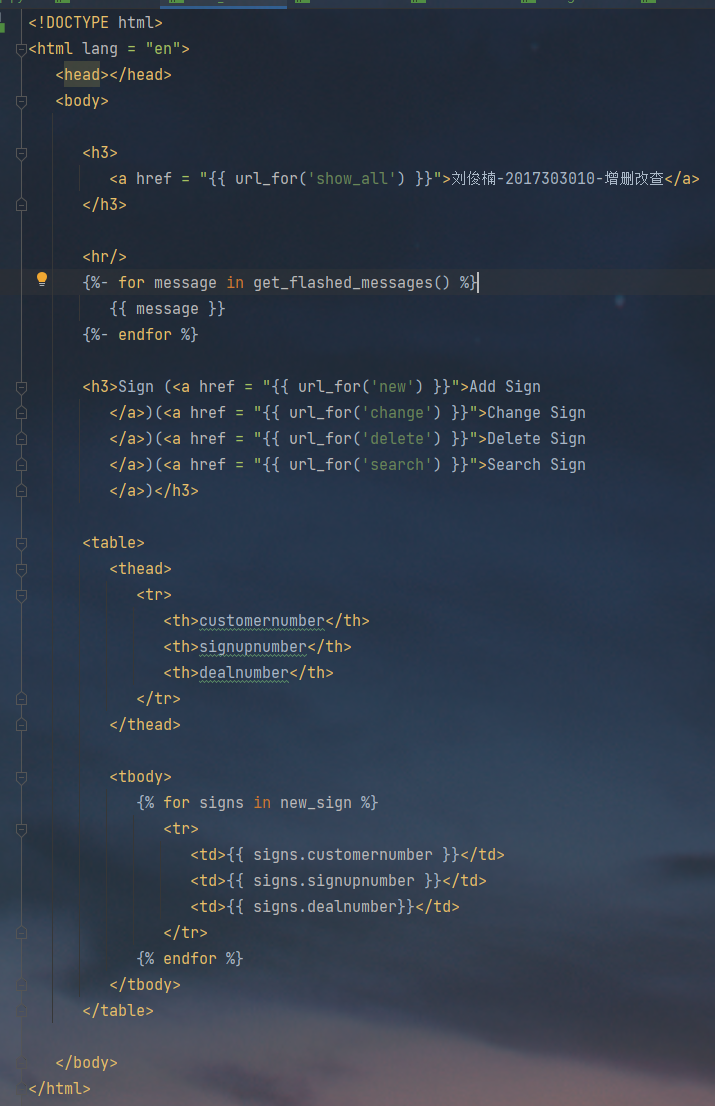 <!DOCTYPE html>
<html lang = "en">
<head></head>
<body>
<h3>
<a href = "{{ url_for('show_all') }}">刘俊楠-2017303010-增删改查</a>
</h3>
<hr/>
{%- for message in get_flashed_messages() %}
{{ message }}
{%- endfor %}
<h3>Sign (<a href = "{{ url_for('new') }}">Add Sign
</a>)(<a href = "{{ url_for('change') }}">Change Sign
</a>)(<a href = "{{ url_for('delete') }}">Delete Sign
</a>)(<a href = "{{ url_for('search') }}">Search Sign
</a>)</h3>
<table>
<thead>
<tr>
<th>customernumber</th>
<th>signupnumber</th>
<th>dealnumber</th>
</tr>
</thead>
<tbody>
{% for signs in new_sign %}
<tr>
<td>{{ signs.customernumber }}</td>
<td>{{ signs.signupnumber }}</td>
<td>{{ signs.dealnumber}}</td>
</tr>
{% endfor %}
</tbody>
</table>
</body>
</html>